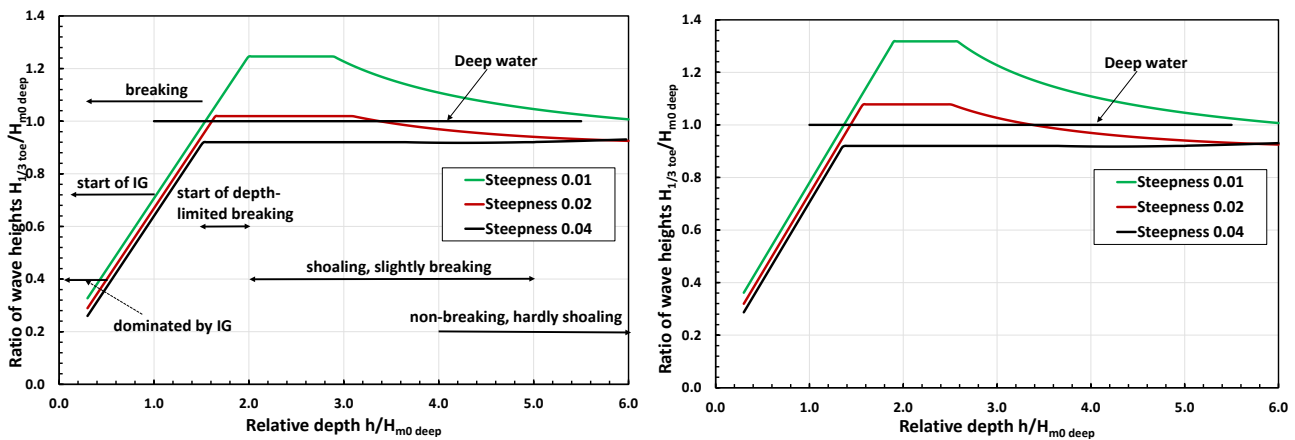 Ratio of wave heights H1/3 toe/Hm0 deep
1.4
1.2
1.0
0.8
0.6
0.4
0.2
0.0
breaking
Deep water
start of IG
start of depth-
limited breaking
Steepness 0.01
Steepness 0.02
Steepness 0.04
shoaling, slightly breaking
dominated by IG
non-breaking, hardly shoaling
0.0 1.0 2.0 3.0 4.0 5.0 6.0
Relative depth h/Hm0 deep
Ratio of wave heights H1/3 toe/Hm0 deep
1.4
1.2
1.0
0.8
0.6
0.4
0.2
0.0
Deep water
Steepness 0.01
Steepness 0.02
Steepness 0.04
0.0 1.0 2.0 3.0 4.0 5.0 6.0
Relative depth h/Hm0 deep